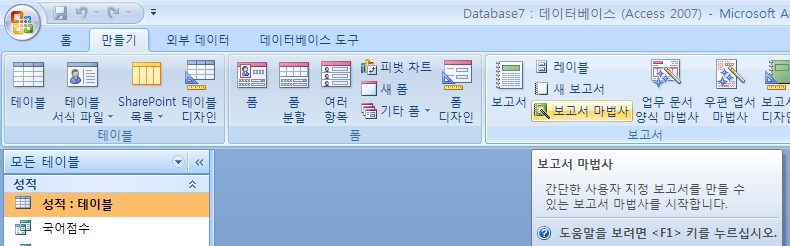 Database7 : 데이터베이스 (Access 2007) - Microsoft A
홈 만들기 외부 데이터 데이터베이스 도구
테이블
테이블
서식 파일
SharePoint
목록
테이블
디자인
테이블
폼
폼
분할
여러
항목
피벗 차트
새 폼
기타 폼
폼
디자인
폼
보고서
레이블
새 보고서
보고서 마법사
업무 문서
양식 마법사
우편 엽서
마법사
보고서
디자인
보고서
모든 테이블
성적
성적 : 테이블
국어점수
보고서 마법사
간단한 사용자 지정 보고서를 만들 수
있는 보고서 마법사를 시작합니다.
도움말을 보려면 <F1> 키를 누르십시오.